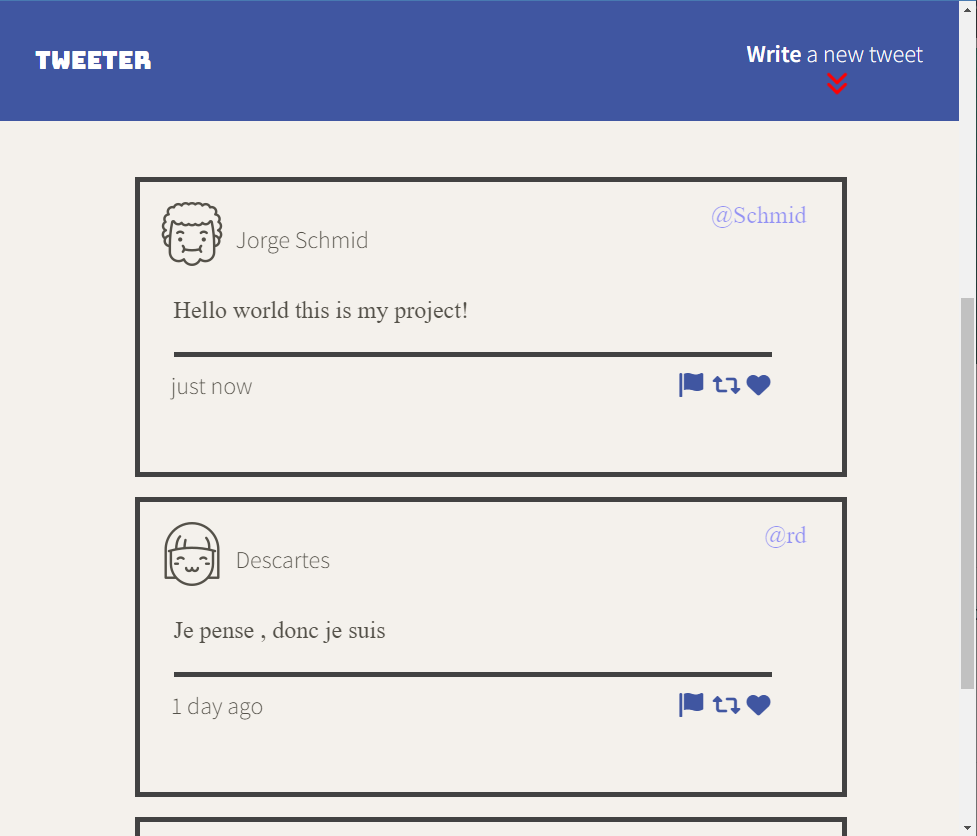 TWEETER
Write a new tweet
@Schmid
Jorge Schmid
Hello world this is my project!
just now
@rd
Descartes
Je pense , donc je suis
1 day ago